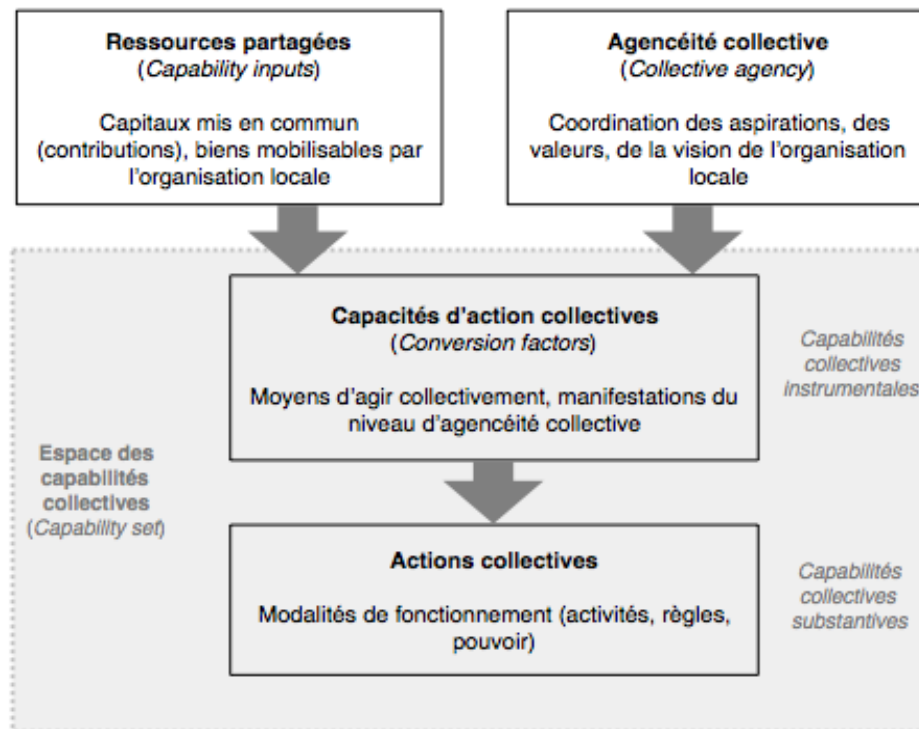 Ressources partagées
(Capability inputs)
Capitaux mis en commun
(contributions), biens mobilisables par
l'organisation locale
Agencéité collective
(Collective agency)
Coordination des aspirations, des
valeurs, de la vision de l'organisation
locale
Capacités d'action collectives
(Conversion factors)
Moyens d'agir collectivement, manifestations du
niveau d'agencéité collective
Capabilités
collectives
instrumentales
Espace des
capabilités
collectives
(Capability set)
Actions collectives
Modalités de fonctionnement (activités, règles,
pouvoir)
Capabilités
collectives
substantives